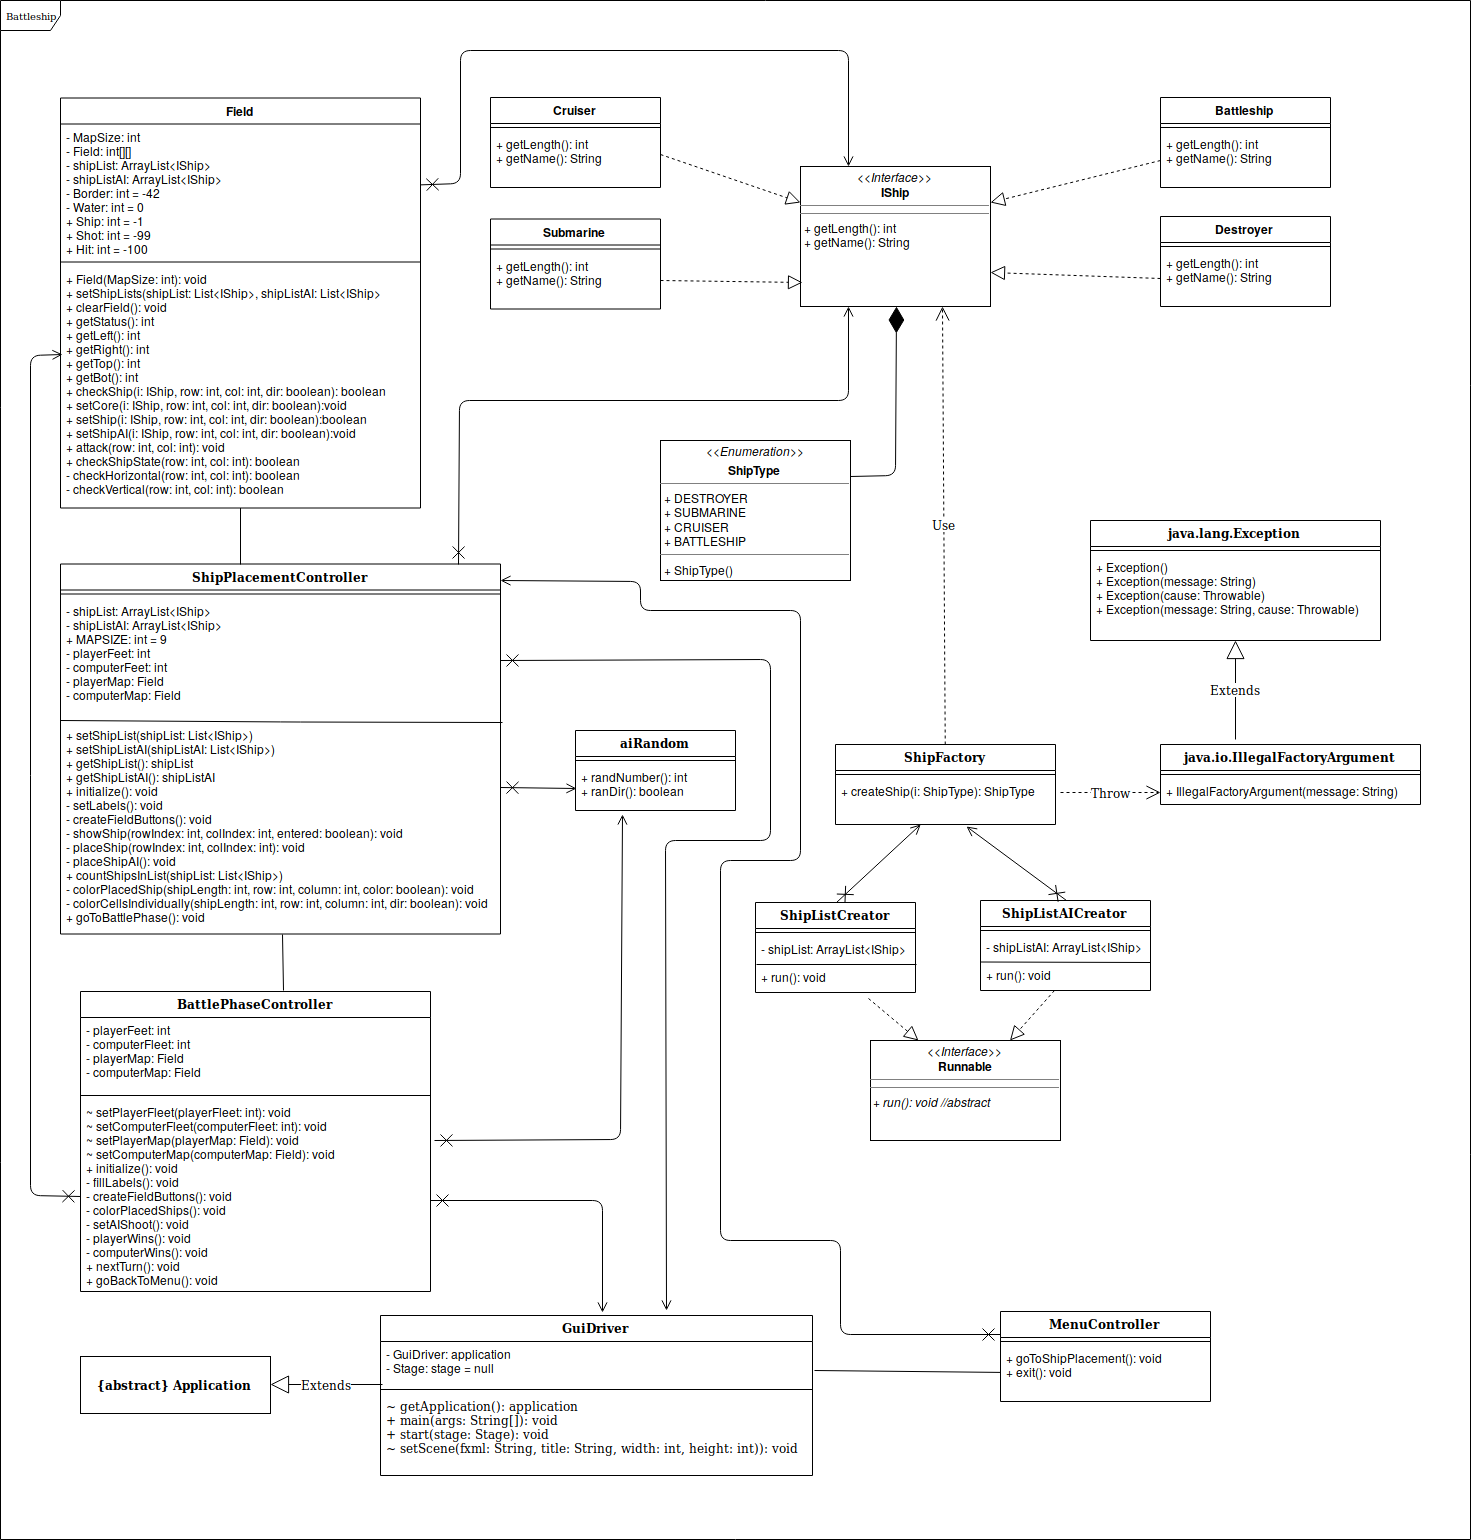 Battleship
Field
- MapSize: int
- Field: int[][]
- shipList: ArrayList<IShip>
- shipListAI: ArrayList<IShip>
- Border: int = -42
- Water: int = 0
+ Ship: int = -1
+ Shot: int = -99
+ Hit: int = -100
+ Field(MapSize: int): void
+ setShipLists(shipList: List<IShip>, shipListAI: List<IShip>
+ clearField(): void
+ getStatus(): int
+ getLeft(): int
+ getRight(): int
+ getTop(): int
+ getBot(): int
+ checkShip(i: IShip, row: int, col: int, dir: boolean): boolean
+ setCore(i: IShip, row: int, col: int, dir: boolean):void
+ setShip(i: IShip, row: int, col: int, dir: boolean):boolean
+ setShipAI(i: IShip, row: int, col: int, dir: boolean):void
+ attack(row: int, col: int): void
+ checkShipState(row: int, col: int): boolean
- checkHorizontal(row: int, col: int): boolean
- checkVertical(row: int, col: int): boolean
Cruiser
+ getLength(): int
+ getName(): String
Submarine
+ getLength(): int
+ getName(): String
<<Interface>>
IShip
+ getLength(): int
+ getName(): String
Battleship
+ getLength(): int
+ getName(): String
Destroyer
+ getLength(): int
+ getName(): String
<<Enumeration>>
ShipType
+ DESTROYER
+ SUBMARINE
+ CRUISER
+ BATTLESHIP
+ ShipType()
Use
java.lang.Exception
+ Exception()
+ Exception(message: String)
+ Exception(cause: Throwable)
+ Exception(message: String, cause: Throwable)
Extends
ShipPlacementController
- shipList: ArrayList<IShip>
- shipListAI: ArrayList<IShip>
+ MAPSIZE: int = 9
- playerFeet: int
- computerFeet: int
- playerMap: Field
- computerMap: Field
+ setShipList(shipList: List<IShip>)
+ setShipListAI(shipListAI: List<IShip>)
+ getShipList(): shipList
+ getShipListAI(): shipListAI
+ initialize(): void
- setLabels(): void
- createFieldButtons(): void
- showShip(rowIndex: int, colIndex: int, entered: boolean): void
- placeShip(rowIndex: int, colIndex: int): void
- placeShipAI(): void
+ countShipsInList(shipList: List<IShip>)
- colorPlacedShip(shipLength: int, row: int, column: int, color: boolean): void
- colorCellsIndividually(shipLength: int, row: int, column: int, dir: boolean): void
+ goToBattlePhase(): void
aiRandom
+ randNumber(): int
+ ranDir(): boolean
ShipFactory
+ createShip(i: ShipType): ShipType
Throw
java.io.IllegalFactoryArgument
+ IllegalFactoryArgument(message: String)
ShipListCreator
- shipList: ArrayList<IShip>
+ run(): void
ShipListAICreator
- shipListAI: ArrayList<IShip>
+ run(): void
<<Interface>>
Runnable
+ run(): void //abstract
BattlePhaseController
- playerFeet: int
- computerFleet: int
- playerMap: Field
- computerMap: Field
~ setPlayerFleet(playerFleet: int): void
~ setComputerFleet(computerFleet: int): void
~ setPlayerMap(playerMap: Field): void
~ setComputerMap(computerMap: Field): void
+ initialize(): void
- fillLabels(): void
- createFieldButtons(): void
- colorPlacedShips(): void
- setAIShoot(): void
- playerWins(): void
- computerWins(): void
+ nextTurn(): void
+ goBackToMenu(): void
{abstract} Application
Extends
GuiDriver
- GuiDriver: application
- Stage: stage = null
~ getApplication(): application
+ main(args: String[]): void
+ start(stage: Stage): void
~ setScene(fxml: String, title: String, width: int, height: int)): void
MenuController
+ goToShipPlacement(): void
+ exit(): void